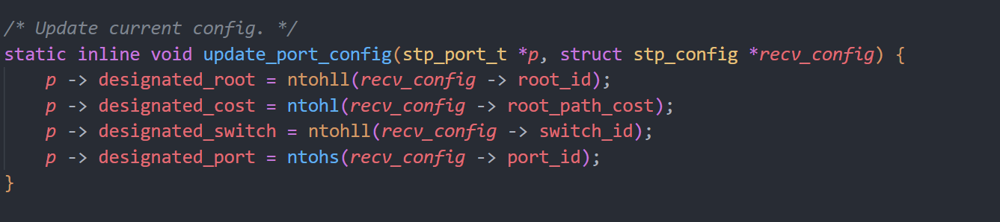 /* Update current config. */
static inline void update_port_config(stp_port_t *p, struct stp_config *recv_config) {
    p -> designated_root = ntohll(recv_config -> root_id);
    p -> designated_cost = ntohl(recv_config -> root_path_cost);
    p -> designated_switch = ntohll(recv_config -> switch_id);
    p -> designated_port = ntohs(recv_config -> port_id);
}